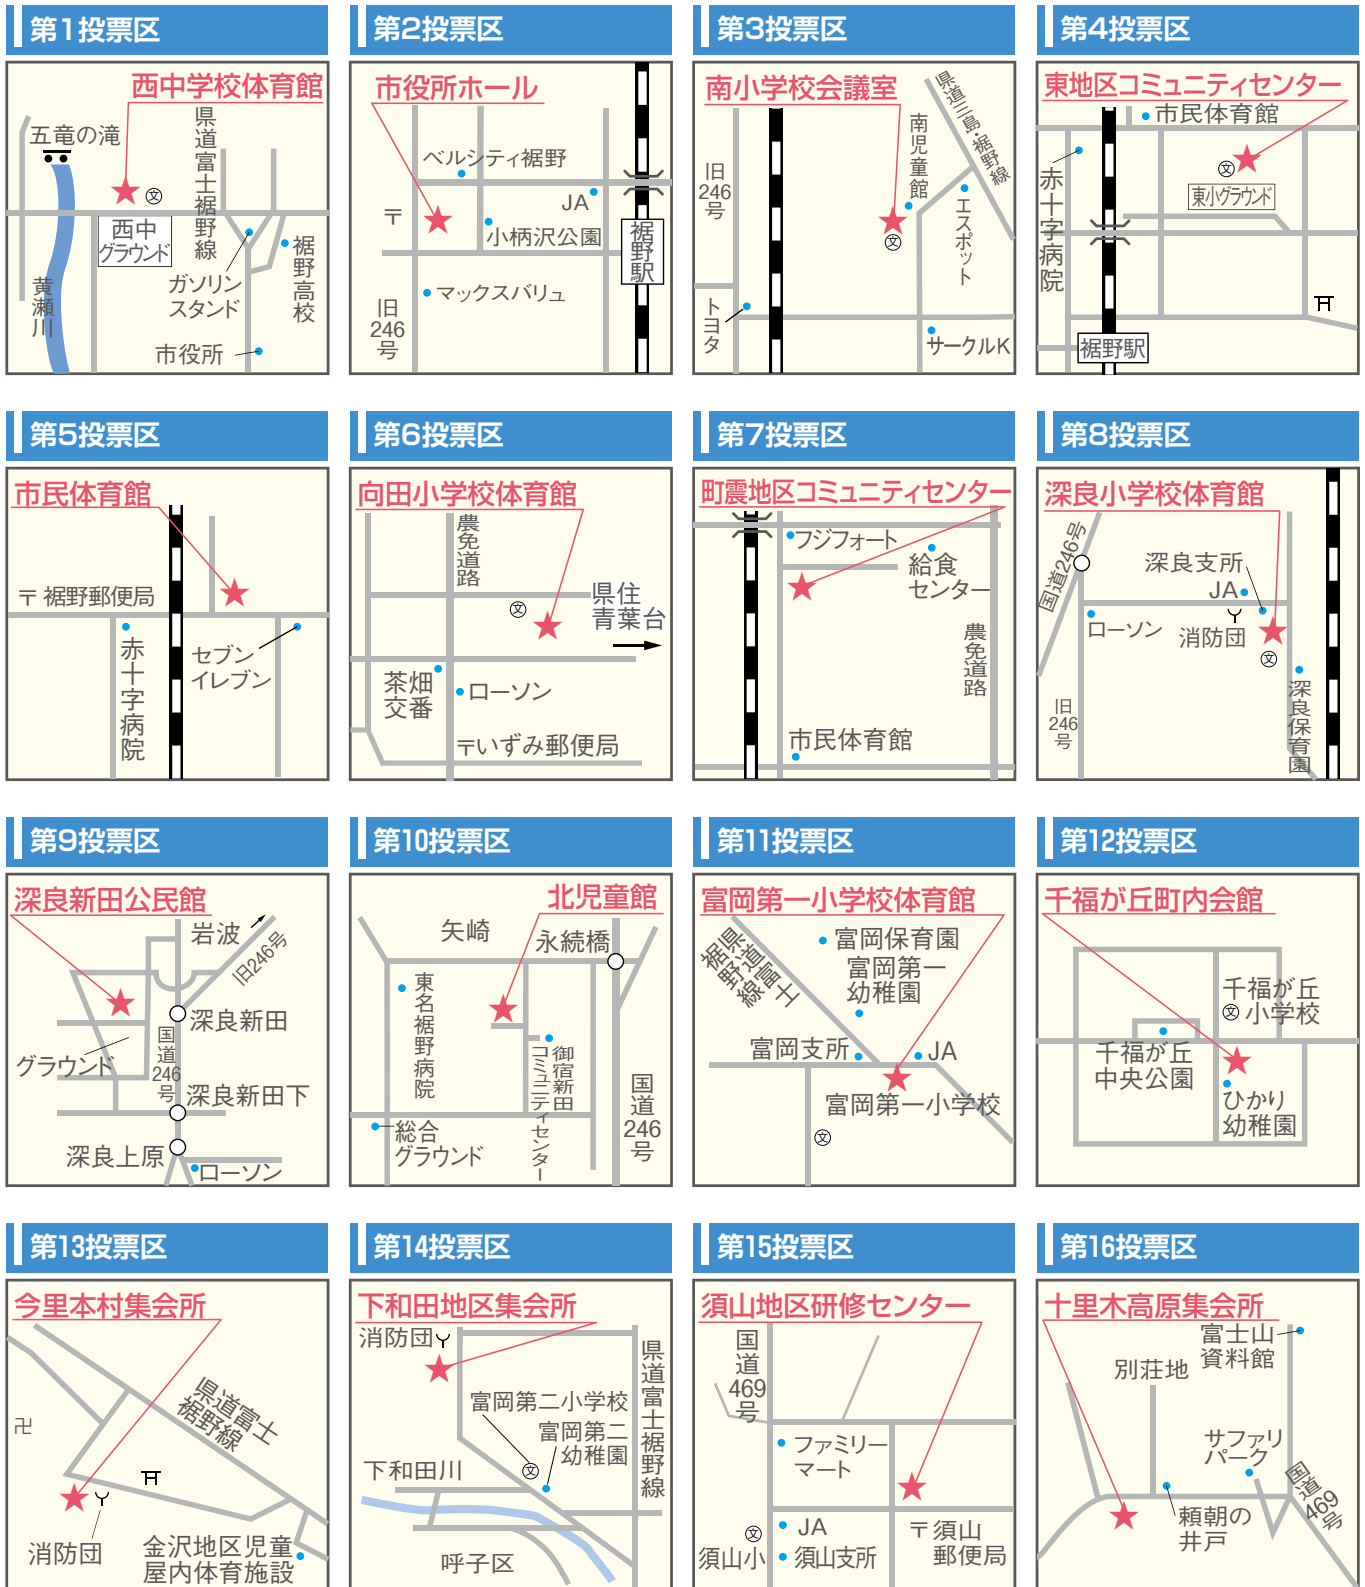 第1投票区
西中学校体育館
五竜の滝
県道富士裾野線
文
西中
グラウンド
黄瀬川
ガソリン
スタンド
裾野高校
市役所
第2投票区
市役所ホール
ベルシティ裾野
JA
〒
小柄沢公園
裾野駅
マックスバリュ
旧
246
号
第3投票区
南小学校会議室
県道三島・裾野線
南児童館
旧
246
号
エスポット
文
トヨタ
サークルK
第4投票区
東地区コミュニティセンター
市民体育館
文
赤十字病院
東小グラウンド
裾野駅
第5投票区
市民体育館
〒裾野郵便局
赤十字病院
セブン
イレブン
第6投票区
向田小学校体育館
農免道路
文
県住
青葉台
茶畑
交番
ローソン
〒いずみ郵便局
第7投票区
町震地区コミュニティセンター
フジフォート
給食
センター
農免道路
市民体育館
第8投票区
深良小学校体育館
国道246号
深良支所
JA
ローソン
消防団
文
旧
246
号
深良保育園
第9投票区
深良新田公民館
岩波
旧246号
深良新田
グラウンド
国道
246
号
深良新田下
深良上原
ローソン
第10投票区
北児童館
矢崎
永続橋
東名裾野病院
御宿新田
コミュニティセンター
国道
246
号
総合
グラウンド
第11投票区
富岡第一小学校体育館
県道富士
裾野線
富岡保育園
富岡第一
幼稚園
富岡支所
JA
富岡第一小学校
文
第12投票区
千福が丘町内会館
千福が丘
文小学校
千福が丘
中央公園
ひかり
幼稚園
第13投票区
今里本村集会所
県道富士
裾野線
卍
消防団
金沢地区児童
屋内体育施設
第14投票区
下和田地区集会所
消防団
県道富士裾野線
富岡第二小学校
富岡第二
幼稚園
文
下和田川
呼子区
第15投票区
須山地区研修センター
国道
469
号
ファミリー
マート
文
須山小
JA
須山支所
〒須山
郵便局
第16投票区
十里木高原集会所
富士山
資料館
別荘地
サファリ
パーク
国道
469
号
頼朝の
井戸